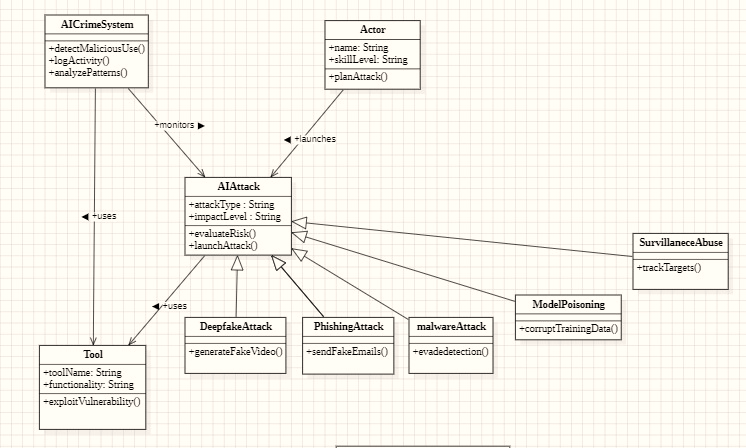 AICrimeSystem
+detectMaliciousUse()
+logActivity()
+analyzePatterns()
Actor
+name: String
+skillLevel: String
+planAttack()
+monitors ►
◄ +launches
AIAttack
+attackType : String
+impactLevel : String
+evaluateRisk()
+launchAttack()
◄ +uses
SurvillaneceAbuse
+trackTargets()
ModelPoisoning
+corruptTrainingData()
◄ +uses
DeepfakeAttack
+generateFakeVideo()
PhishingAttack
+sendFakeEmails()
malwareAttack
+evadedetection()
Tool
+toolName: String
+functionality: String
+exploitVulnerability()